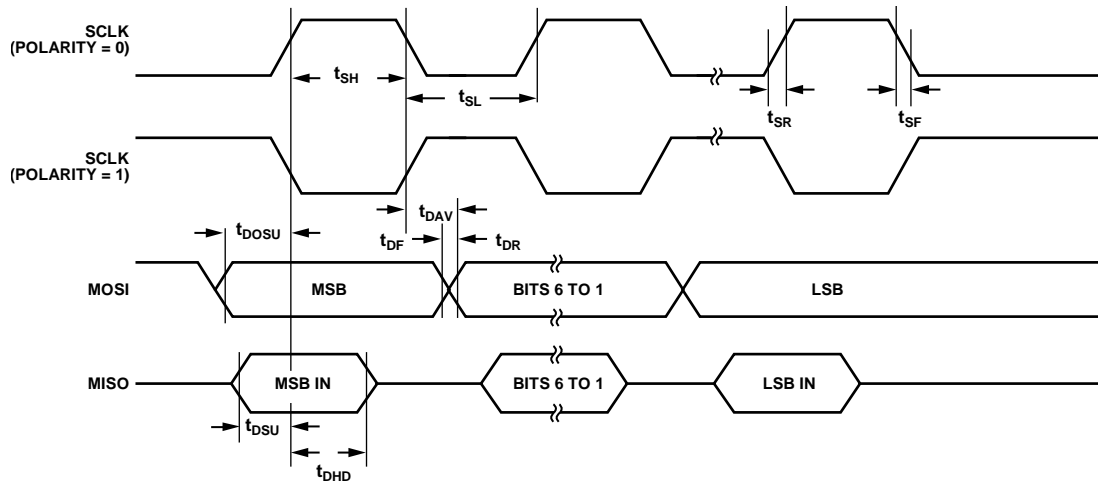 SCLK
(POLARITY = 0)
tSH
tSL
tSR
tSF
SCLK
(POLARITY = 1)
tDAV
tDOSU
tDF
tDR
MOSI
MSB
BITS 6 TO 1
LSB
MISO
MSB IN
BITS 6 TO 1
LSB IN
tDSU
tDHD